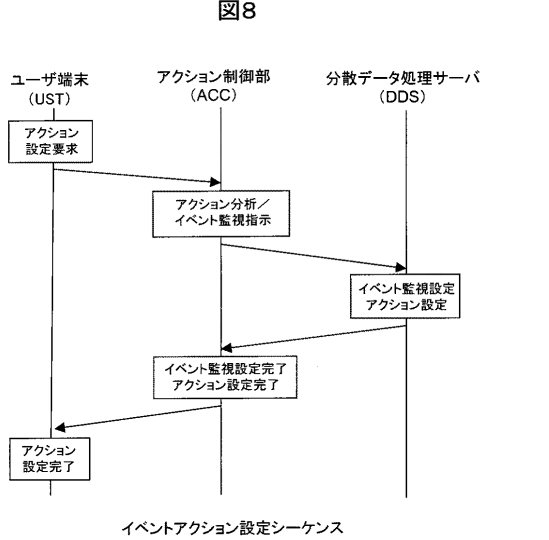 図8
ユーザ端末
(UST)
アクション制御部
(ACC)
分散データ処理サーバ
(DDS)
アクション
設定要求
アクション分析／
イベント監視指示
イベント監視設定
アクション設定
イベント監視設定完了
アクション設定完了
アクション
設定完了
イベントアクション設定シーケンス